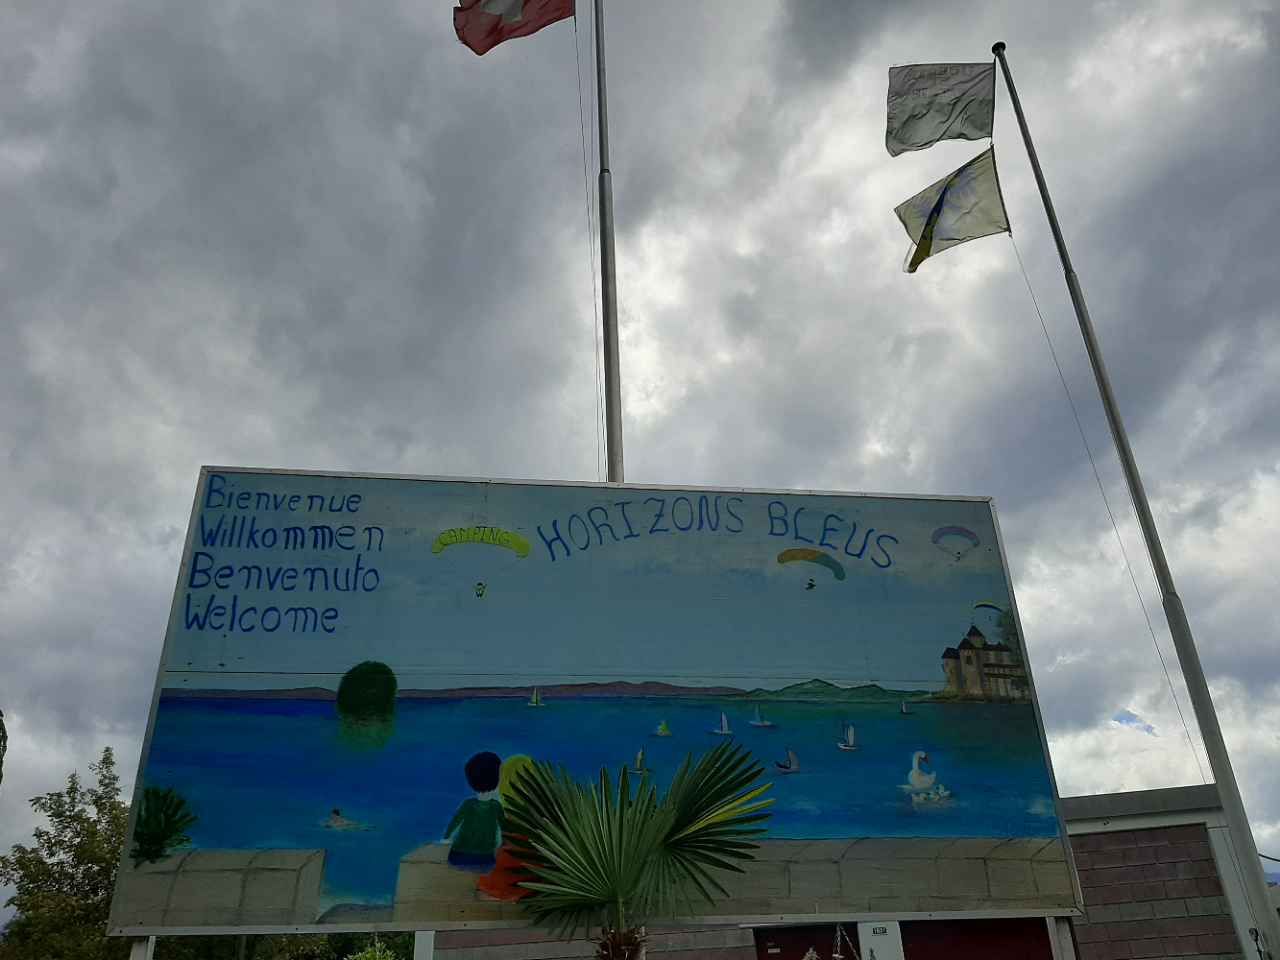 Bienvenue
Willkommen
Benvenuto
Welcome
CAMPING
HORIZONS BLEUS